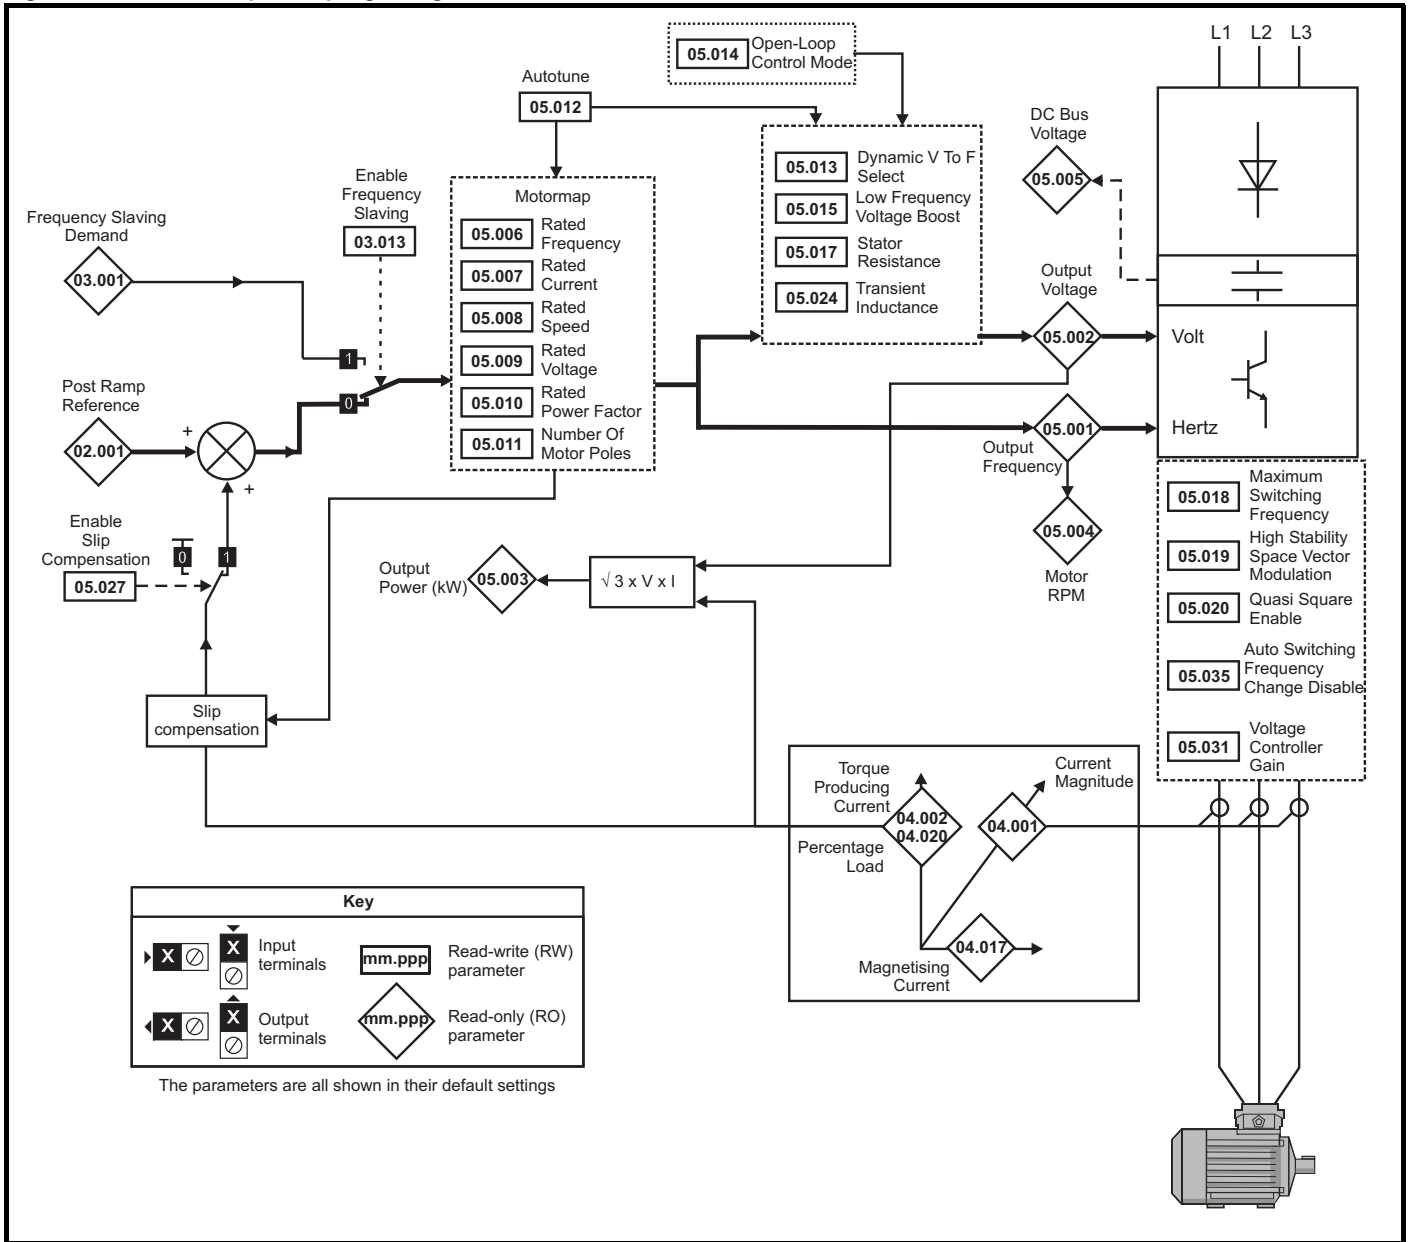 L1 L2 L3
05.014
Open-Loop
Control Mode
Autotune
05.012
DC Bus
Voltage
05.005
Enable
Frequency
Slaving
03.013
Frequency Slaving
Demand
03.001
Motormap
05.006
Rated
Frequency
05.007
Rated
Current
05.008
Rated
Speed
05.009
Rated
Voltage
05.010
Rated
Power Factor
05.011
Number Of
Motor Poles
05.013
Dynamic V To F
Select
05.015
Low Frequency
Voltage Boost
05.017
Stator
Resistance
05.024
Transient
Inductance
Output
Voltage
05.002
Volt
1
0
Post Ramp
Reference
02.001
+
+
05.001
Output
Frequency
Hertz
05.004
Motor
RPM
Enable
Slip
Compensation
05.027
0
1
Output
Power (kW)
05.003
√ 3 x V x I
05.018
Maximum
Switching
Frequency
05.019
High Stability
Space Vector
Modulation
05.020
Quasi Square
Enable
05.035
Auto Switching
Frequency
Change Disable
05.031
Voltage
Controller
Gain
Slip
compensation
Torque
Producing
Current
04.002
04.020
Percentage
Load
Current
Magnitude
04.001
04.017
Magnetising
Current
Key
X
X
Input
terminals
mm.ppp
Read-write (RW)
parameter
X
X
Output
terminals
mm.ppp
Read-only (RO)
parameter
The parameters are all shown in their default settings